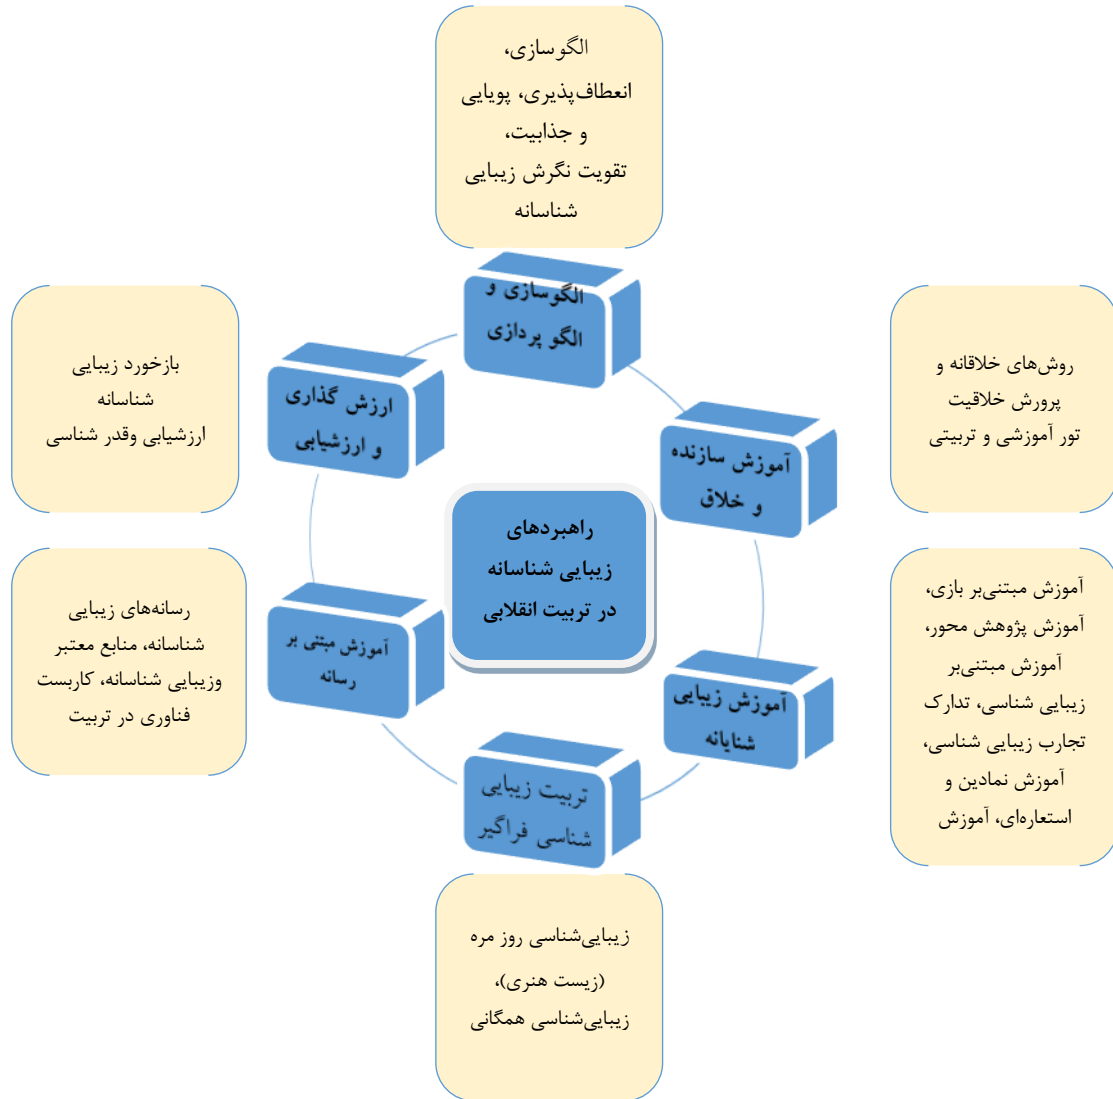 الگوسازی،
انعطاف‌پذیری، پویایی
و جذابیت،
تقویت نگرش زیبایی
شناسانه
الگوسازی و
الگو پردازی
روش‌های خلاقانه و
پرورش خلاقیت
تور آموزشی و تربیتی
آموزش سازنده
و خلاق
بازخورد زیبایی
شناسانه
ارزشیابی وقدر شناسی
ارزش گذاری
و ارزشیابی
راهبردهای
زیبایی شناسانه
در تربیت انقلابی
آموزش مبتنی‌بر بازی،
آموزش پژوهش محور،
آموزش مبتنی‌بر
زیبایی شناسی، تدارک
تجارب زیبایی شناسی،
آموزش نمادین و
استعاره‌ای، آموزش
آموزش زیبایی
شنایانه
رسانه‌های زیبایی
شناسانه، منابع معتبر
وزیبایی شناسانه، کاربست
فناوری در تربیت
آموزش مبتنی بر
رسانه
تربیت زیبایی
شناسی فراگیر
زیبایی‌شناسی روز مره
(زیست هنری)،
زیبایی‌شناسی همگانی